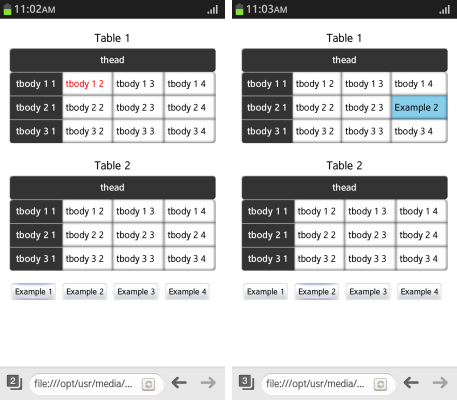 11:02AM
Table 1
thead
tbody 1 1 tbody 1 2 tbody 1 3 tbody 1 4
tbody 2 1 tbody 2 2 tbody 2 3 tbody 2 4
tbody 3 1 tbody 3 2 tbody 3 3 tbody 3 4
Table 2
thead
tbody 1 1 tbody 1 2 tbody 1 3 tbody 1 4
tbody 2 1 tbody 2 2 tbody 2 3 tbody 2 4
tbody 3 1 tbody 3 2 tbody 3 3 tbody 3 4
Example 1 Example 2 Example 3 Example 4
2 file:///opt/usr/media/...
11:03AM
Table 1
thead
tbody 1 1 tbody 1 2 tbody 1 3 tbody 1 4
tbody 2 1 tbody 2 2 tbody 2 3 Example 2
tbody 3 1 tbody 3 2 tbody 3 3 tbody 3 4
Table 2
thead
tbody 1 1 tbody 1 2 tbody 1 3 tbody 1 4
tbody 2 1 tbody 2 2 tbody 2 3 tbody 2 4
tbody 3 1 tbody 3 2 tbody 3 3 tbody 3 4
Example 1 Example 2 Example 3 Example 4
3 file:///opt/usr/media/...